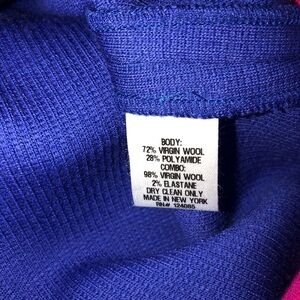 BODY:
72% VIRGIN WOOL
28% POLYAMIDE
COMBO:
98% VIRGIN WOOL
2% ELASTANE
DRY CLEAN ONLY
MADE IN NEW YORK
RN# 124085